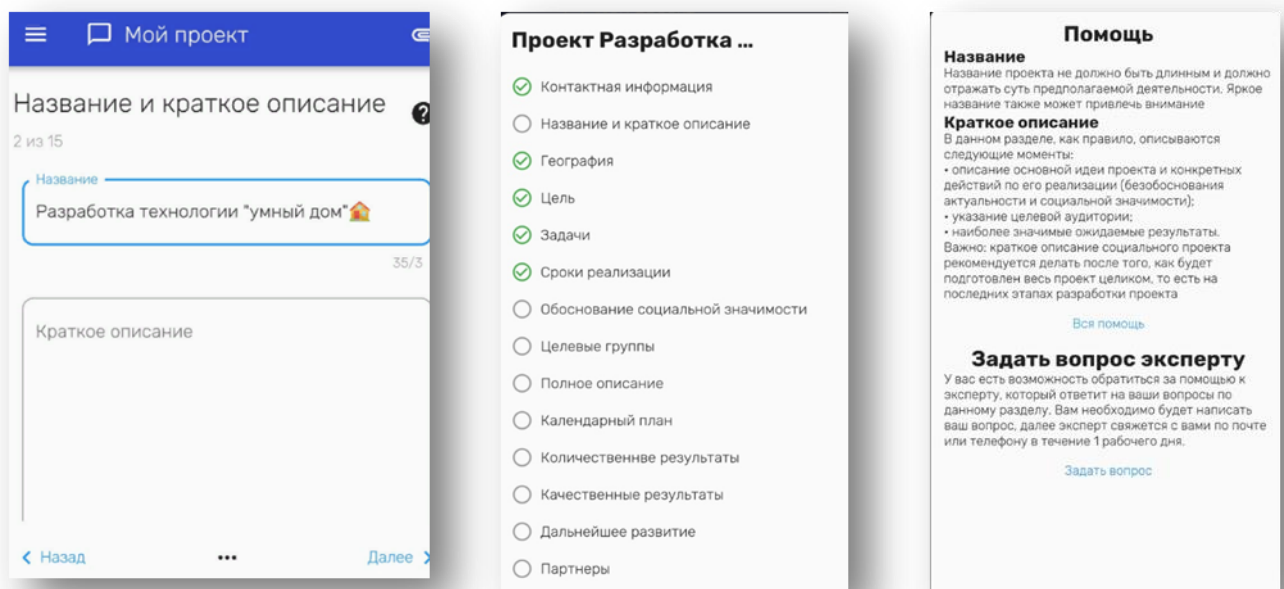 Мой проект
Название и краткое описание
2 из 15
Название
Разработка технологии "умный дом"🏠
35/3
Краткое описание
Назад
•••
Далее
Проект Разработка ...
Контактная информация
Название и краткое описание
География
Цель
Задачи
Сроки реализации
Обоснование социальной значимости
Целевые группы
Полное описание
Календарный план
Количественнве результаты
Качественные результаты
Дальнейшее развитие
Партнеры
Помощь
Название
Название проекта не должно быть длинным и должно
отражать суть предполагаемой деятельности. Яркое
название также может привлечь внимание
Краткое описание
В данном разделе, как правило, описываются
следующие моменты:
• описание основной идеи проекта и конкретных
действий по его реализации (безобоснования
актуальности и социальной значимости);
• указание целевой аудитории;
• наиболее значимые ожидаемые результаты.
Важно: краткое описание социального проекта
рекомендуется делать после того, как будет
подготовлен весь проект целиком, то есть на
последних этапах разработки проекта
Вся помощь
Задать вопрос эксперту
У вас есть возможность обратиться за помощью к
эксперту, который ответит на ваши вопросы по
данному разделу. Вам необходимо будет написать
ваш вопрос, далее эксперт свяжется с вами по почте
или телефону в течение 1 рабочего дня.
Задать вопрос